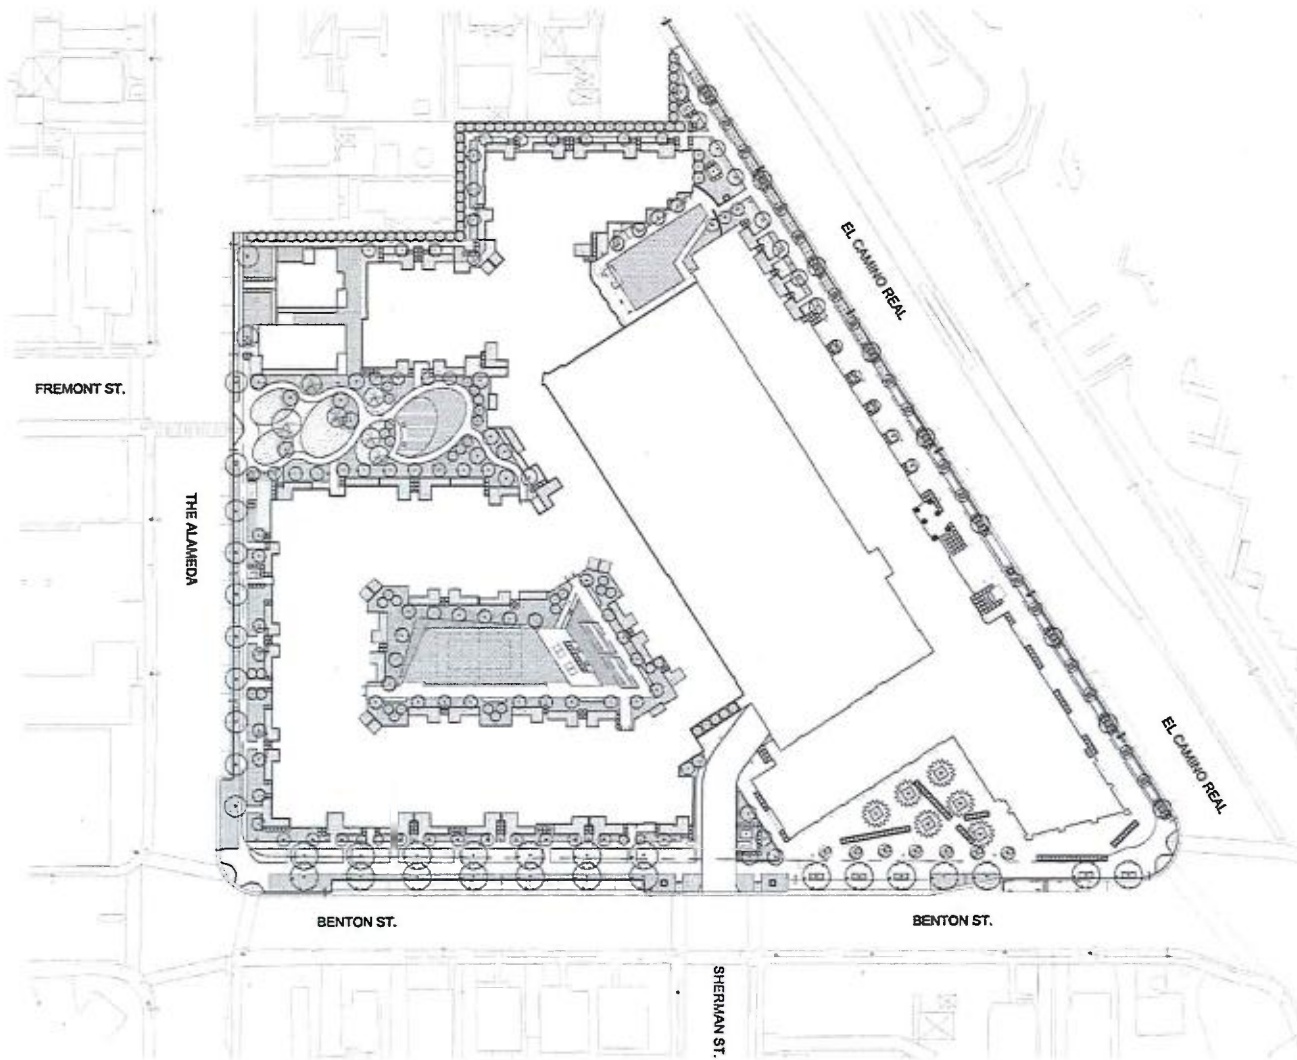 EL CAMINO REAL
FREMONT ST.
THE ALAMEDA
EL CAMINO REAL
BENTON ST.
BENTON ST.
SHERMAN ST.